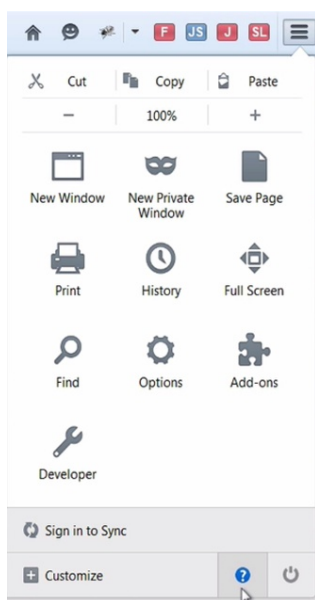 F JS J SL
Cut Copy Paste
− 100% +
New Window New Private Save Page
Window
Print History Full Screen
Find Options Add-ons
Developer
Sign in to Sync
Customize ?